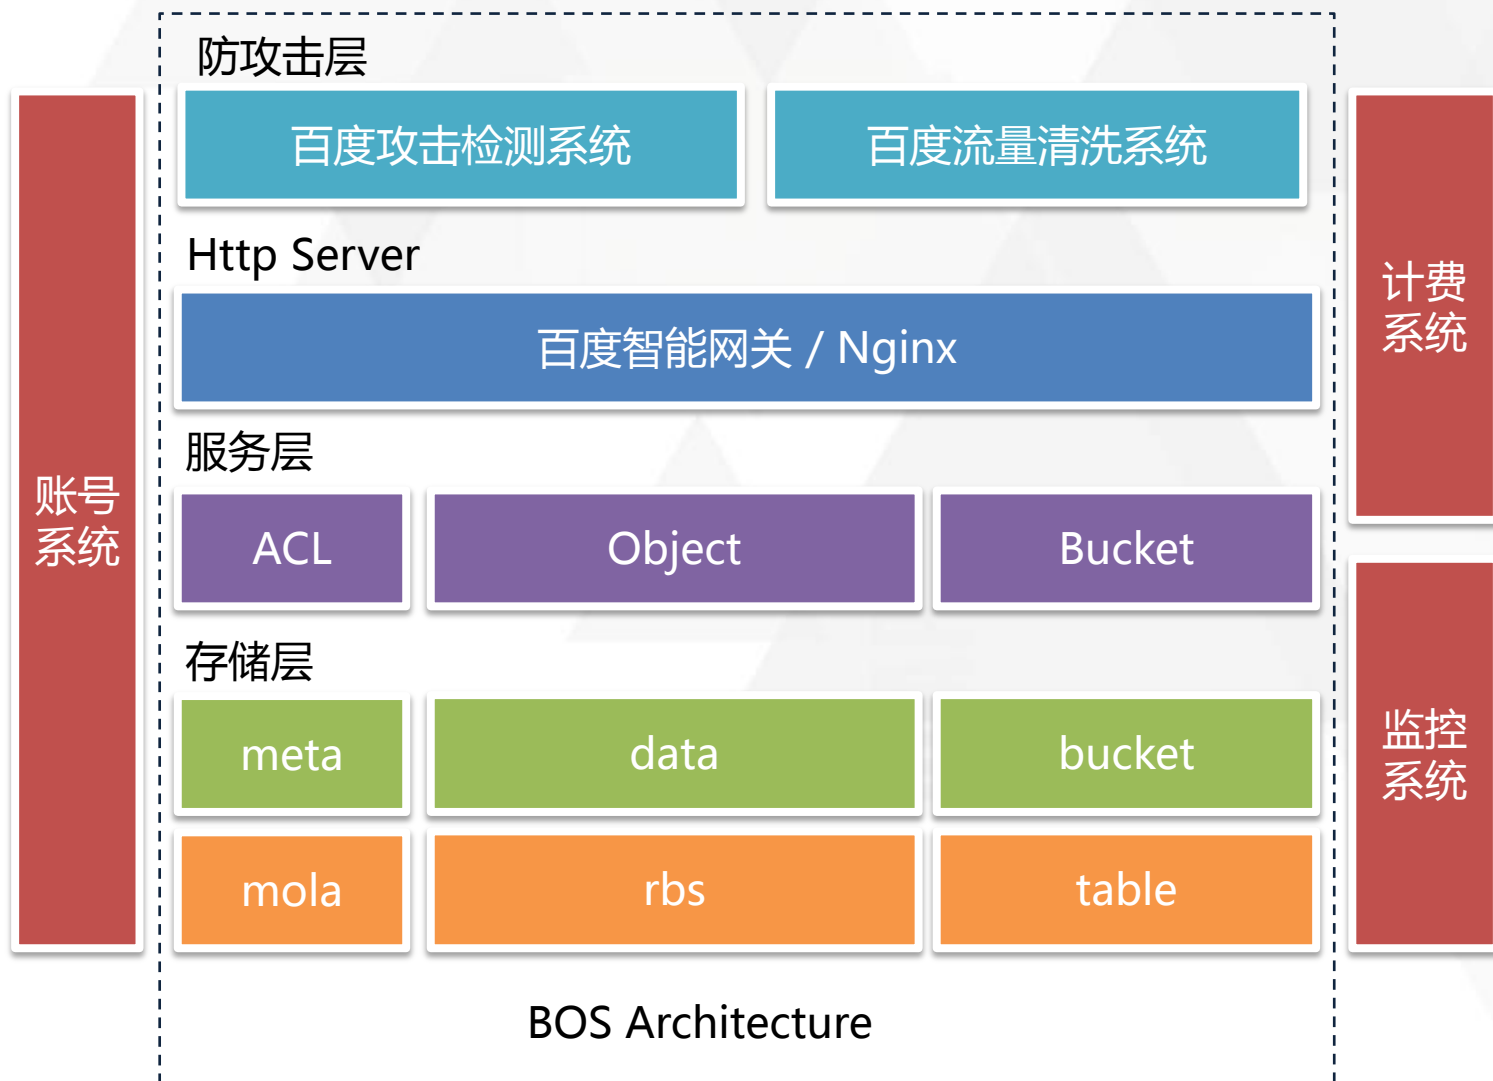 防攻击层
百度攻击检测系统
百度流量清洗系统
Http Server
百度智能网关 / Nginx
服务层
ACL
Object
Bucket
存储层
meta
data
bucket
mola
rbs
table
BOS Architecture
账号
系统
计费
系统
监控
系统